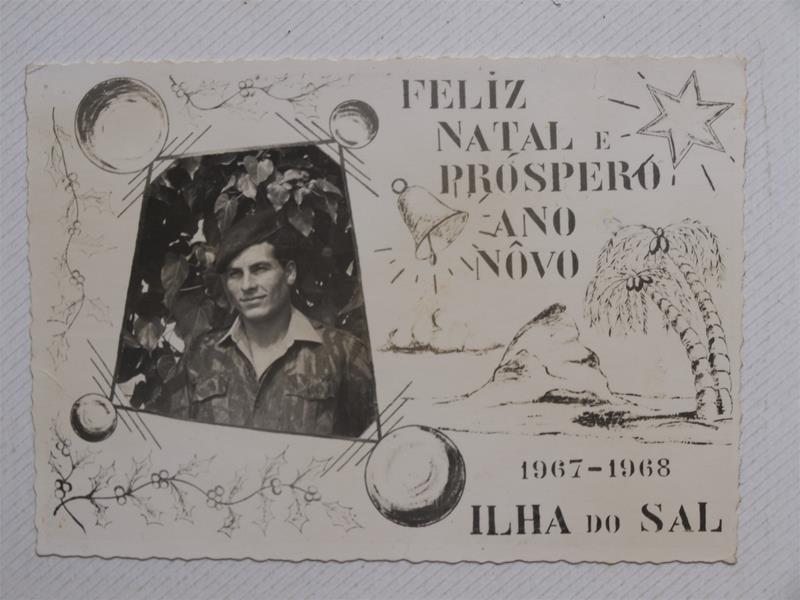 FELIZ
NATAL E
PRÓSPERO
ANO
NÔVO
1967-1968
ILHA DO SAL